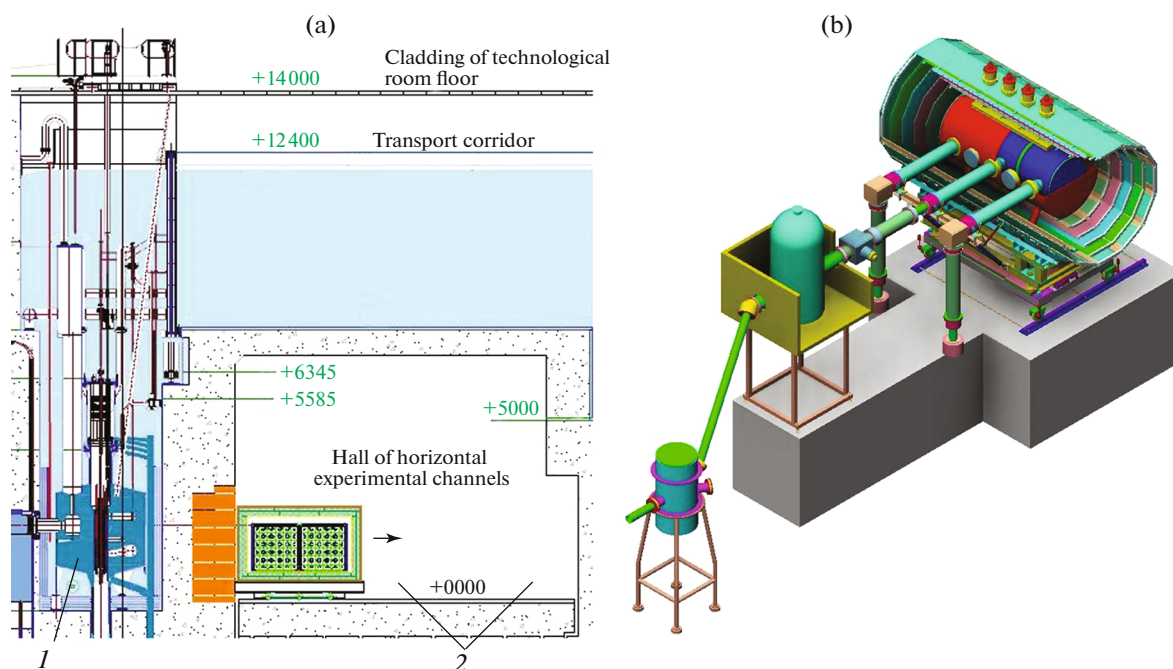 (a)
(b)
Cladding of technological
+14000
room floor
+12400
Transport corridor
+6345
+5585
+5000
Hall of horizontal
experimental channels
+0000
1
2